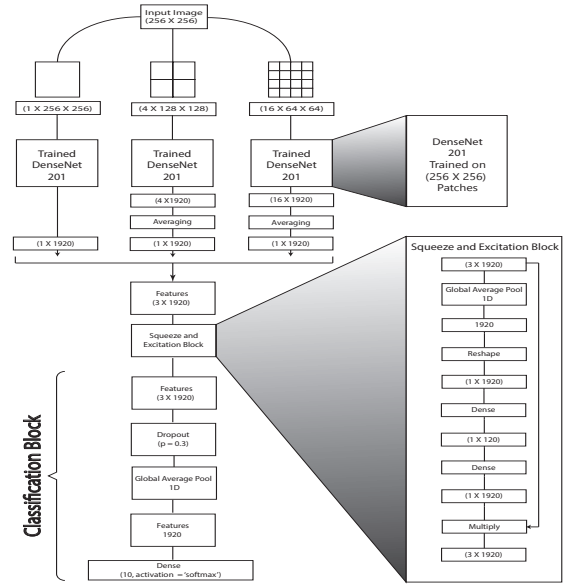 Input Image
(256 X 256)
(1 X 256 X 256)
(4 X 128 X 128)
(16 X 64 X 64)
Trained
DenseNet
201
Trained
DenseNet
201
Trained
DenseNet
201
DenseNet
201
Trained on
(256 X 256)
Patches
(4 X1920)
(16 X 1920)
Averaging
Averaging
(1 X 1920)
(1 X 1920)
(1 X 1920)
Features
(3 X 1920)
Squeeze and
Excitation Block
Classification Block
Features
(3 X 1920)
Dropout
(p = 0.3)
Global Average Pool
1D
Features
1920
Dense
(10, activation = 'softmax')
Squeeze and Excitation Block
(3 X 1920)
Global Average Pool
1D
1920
Reshape
(1 X 1920)
Dense
(1 X 120)
Dense
(1 X 1920)
Multiply
(3 X 1920)